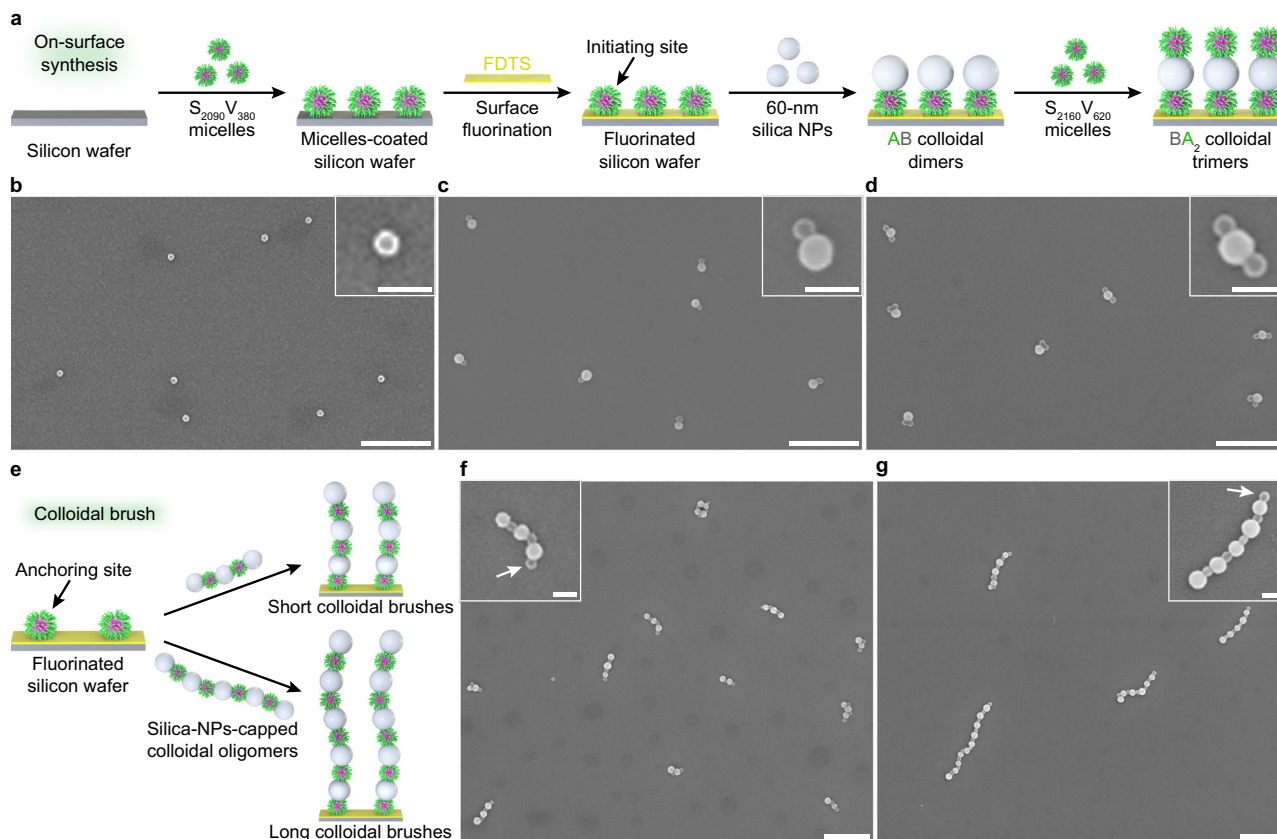 a
On-surface
synthesis
Silicon wafer
S2090V380
micelles
Micelles-coated
silicon wafer
FDTS
Surface
fluorination
Initiating site
Fluorinated
silicon wafer
60-nm
silica NPs
AB colloidal
dimers
S2160V620
micelles
BA2 colloidal
trimers
b
c
d
e
Colloidal brush
Anchoring site
Fluorinated
silicon wafer
Short colloidal brushes
Silica-NPs-capped
colloidal oligomers
Long colloidal brushes
f
g